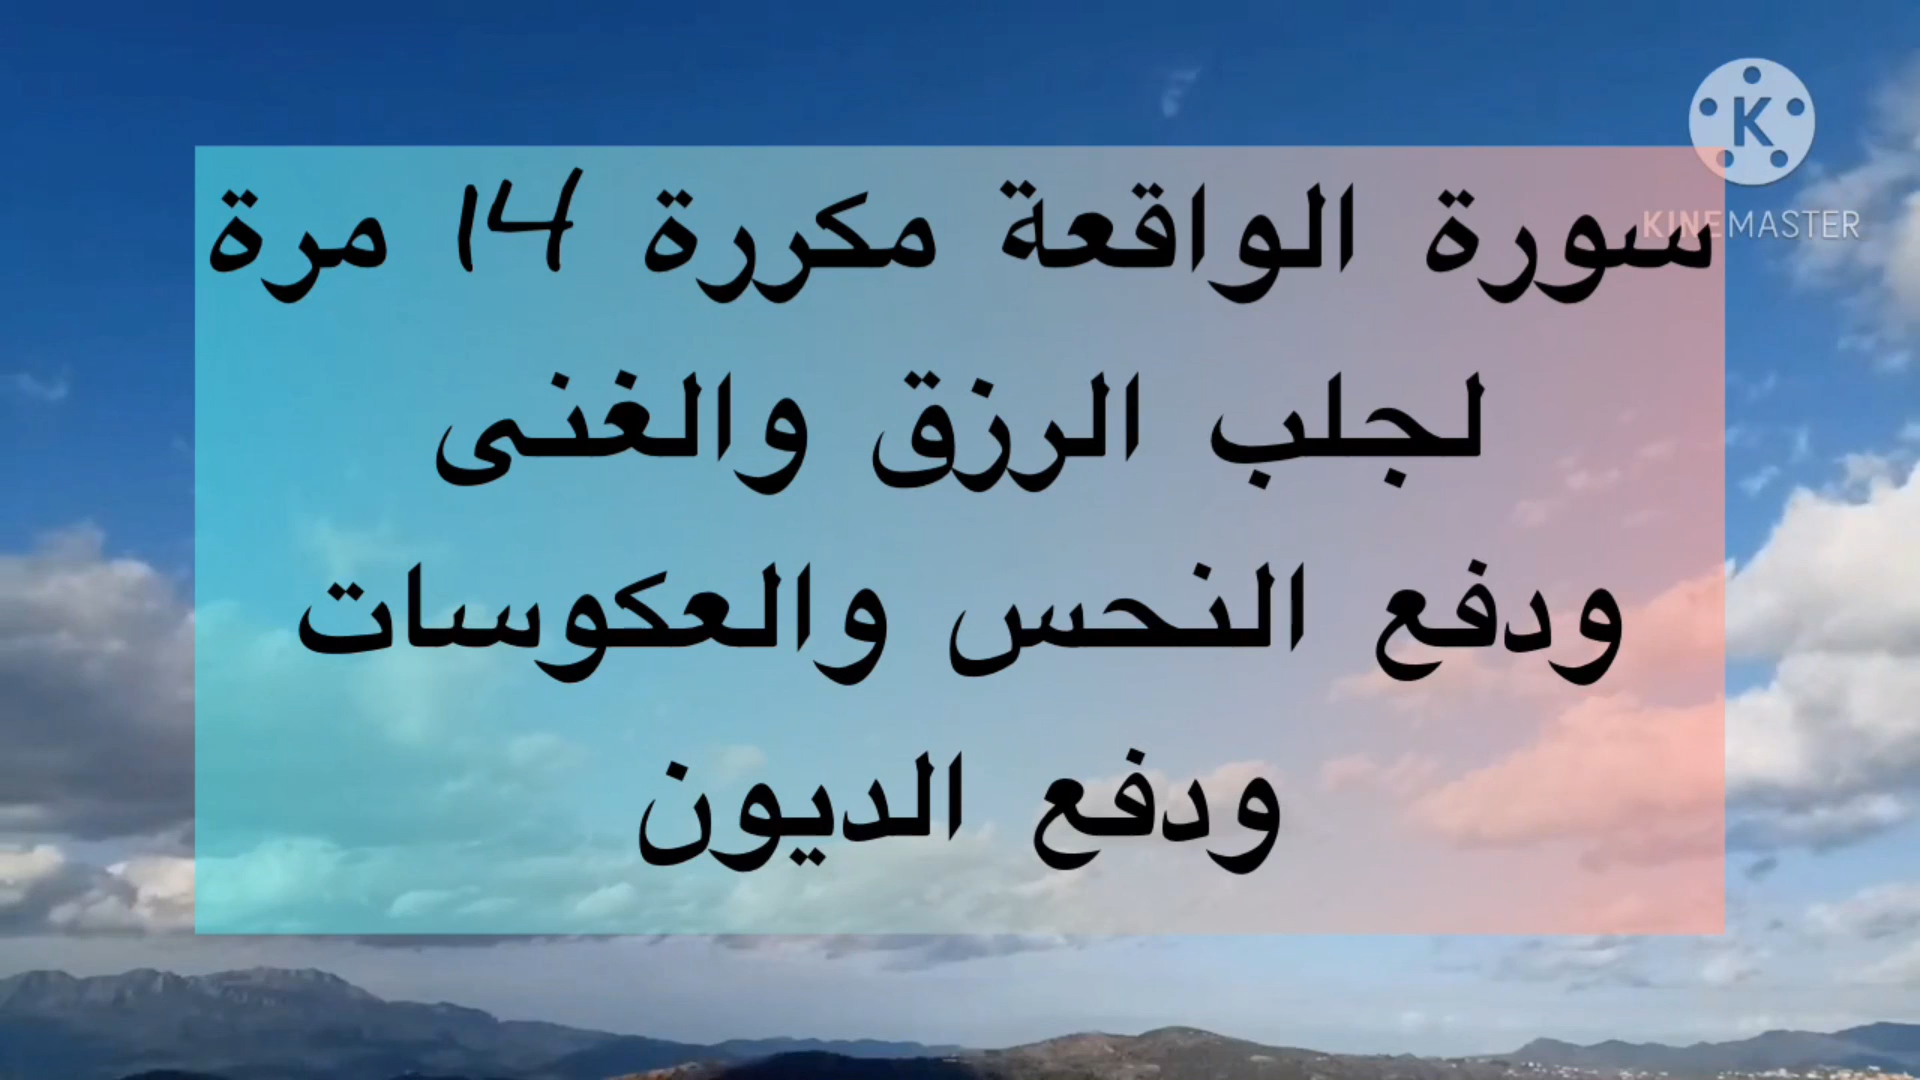 سورة الواقعة مكررة 14 مرة
لجلب الرزق والغنى
ودفع النحس والعكوسات
ودفع الديون
K
KINEMASTER